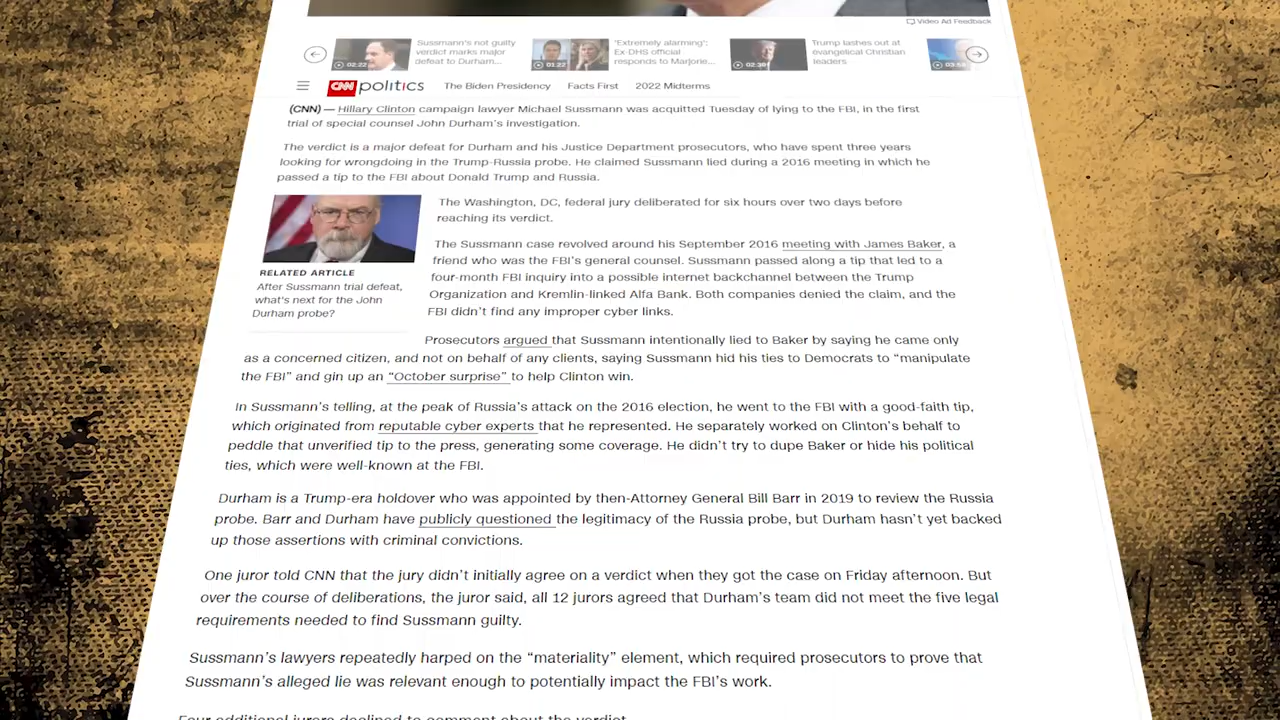 Video Ad Feedback
Sussmann's not guilty
verdict marks major
defeat to Durham...
02:22
'Extremely alarming':
Ex-DHS official
responds to Marjorie...
01:22
Trump lashes out at
evangelical Christian
leaders
02:39
03:58
CNN politics The Biden Presidency Facts First 2022 Midterms
(CNN) — Hillary Clinton campaign lawyer Michael Sussmann was acquitted Tuesday of lying to the FBI, in the first
trial of special counsel John Durham's investigation.
The verdict is a major defeat for Durham and his Justice Department prosecutors, who have spent three years
looking for wrongdoing in the Trump-Russia probe. He claimed Sussmann lied during a 2016 meeting in which he
passed a tip to the FBI about Donald Trump and Russia.
RELATED ARTICLE
After Sussmann trial defeat,
what's next for the John
Durham probe?
The Washington, DC, federal jury deliberated for six hours over two days before
reaching its verdict.
The Sussmann case revolved around his September 2016 meeting with James Baker, a
friend who was the FBI's general counsel. Sussmann passed along a tip that led to a
four-month FBI inquiry into a possible internet backchannel between the Trump
Organization and Kremlin-linked Alfa Bank. Both companies denied the claim, and the
FBI didn't find any improper cyber links.
Prosecutors argued that Sussmann intentionally lied to Baker by saying he came only
as a concerned citizen, and not on behalf of any clients, saying Sussmann hid his ties to Democrats to “manipulate
the FBI” and gin up an “October surprise” to help Clinton win.
In Sussmann's telling, at the peak of Russia's attack on the 2016 election, he went to the FBI with a good-faith tip,
which originated from reputable cyber experts that he represented. He separately worked on Clinton's behalf to
peddle that unverified tip to the press, generating some coverage. He didn't try to dupe Baker or hide his political
ties, which were well-known at the FBI.
Durham is a Trump-era holdover who was appointed by then-Attorney General Bill Barr in 2019 to review the Russia
probe. Barr and Durham have publicly questioned the legitimacy of the Russia probe, but Durham hasn't yet backed
up those assertions with criminal convictions.
One juror told CNN that the jury didn't initially agree on a verdict when they got the case on Friday afternoon. But
over the course of deliberations, the juror said, all 12 jurors agreed that Durham's team did not meet the five legal
requirements needed to find Sussmann guilty.
Sussmann's lawyers repeatedly harped on the “materiality” element, which required prosecutors to prove that
Sussmann's alleged lie was relevant enough to potentially impact the FBI's work.
Four additional jurors declined to comment about the verdict.